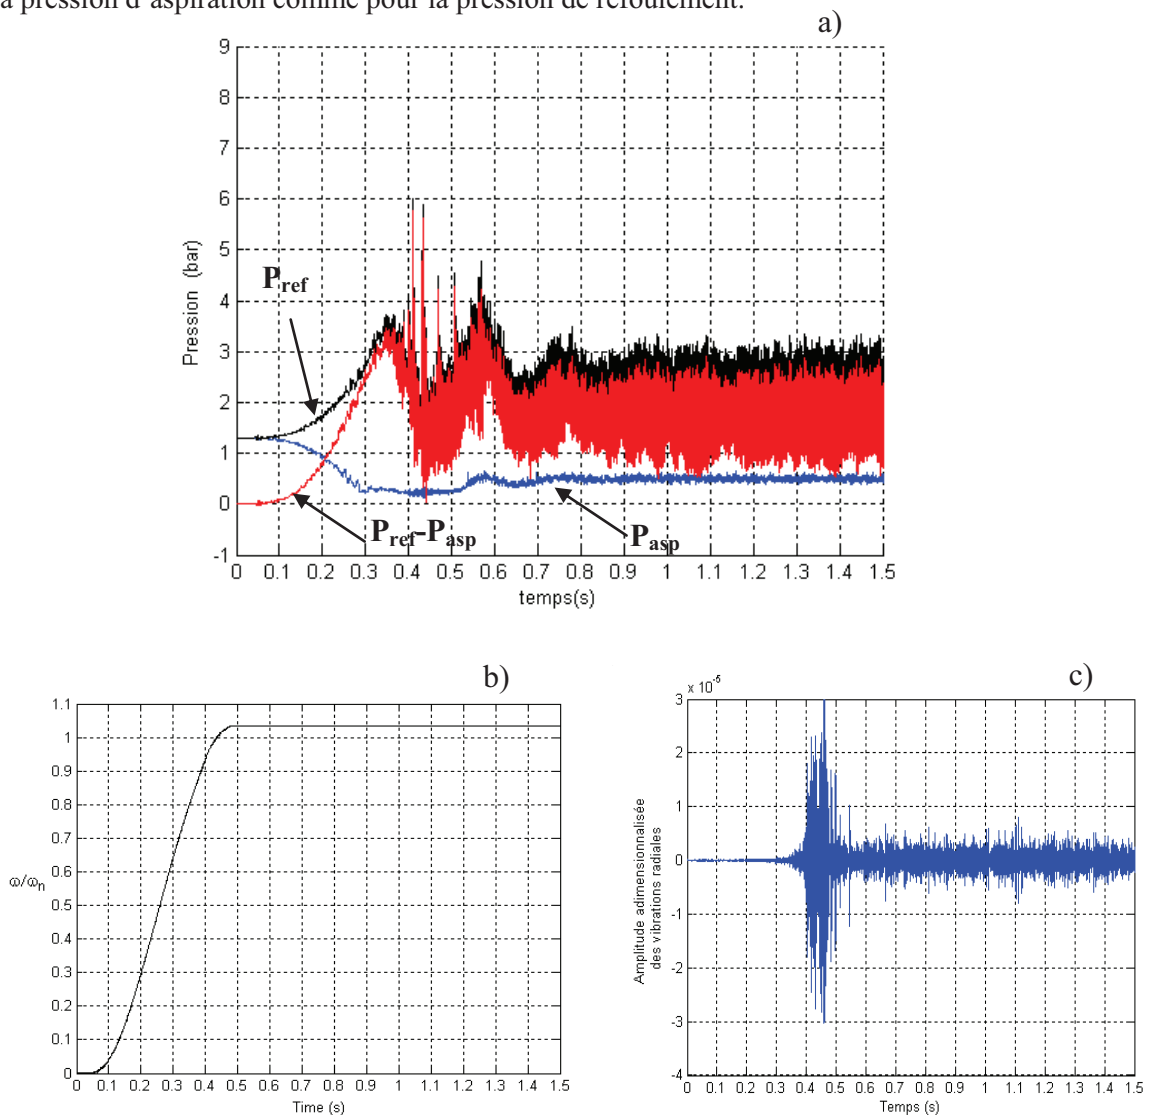 a pression d'aspiration comme pour la pression de refoulement.
a)
9
8
7
6
5
4
3
2
1
0
-1
Pression (bar)
P_ref
P_ref-P_asp
P_asp
0 0.1 0.2 0.3 0.4 0.5 0.6 0.7 0.8 0.9 1 1.1 1.2 1.3 1.4 1.5
temps(s)
b)
1.1
1
0.9
0.8
0.7
0.6
0.5
0.4
0.3
0.2
0.1
0
ω/ω_n
0 0.1 0.2 0.3 0.4 0.5 0.6 0.7 0.8 0.9 1 1.1 1.2 1.3 1.4 1.5
Time (s)
c)
x 10^-5
3
2
1
0
-1
-2
-3
-4
Amplitude adimensionnalisée
des vibrations radiales
0 0.1 0.2 0.3 0.4 0.5 0.6 0.7 0.8 0.9 1 1.1 1.2 1.3 1.4 1.5
Temps (s)